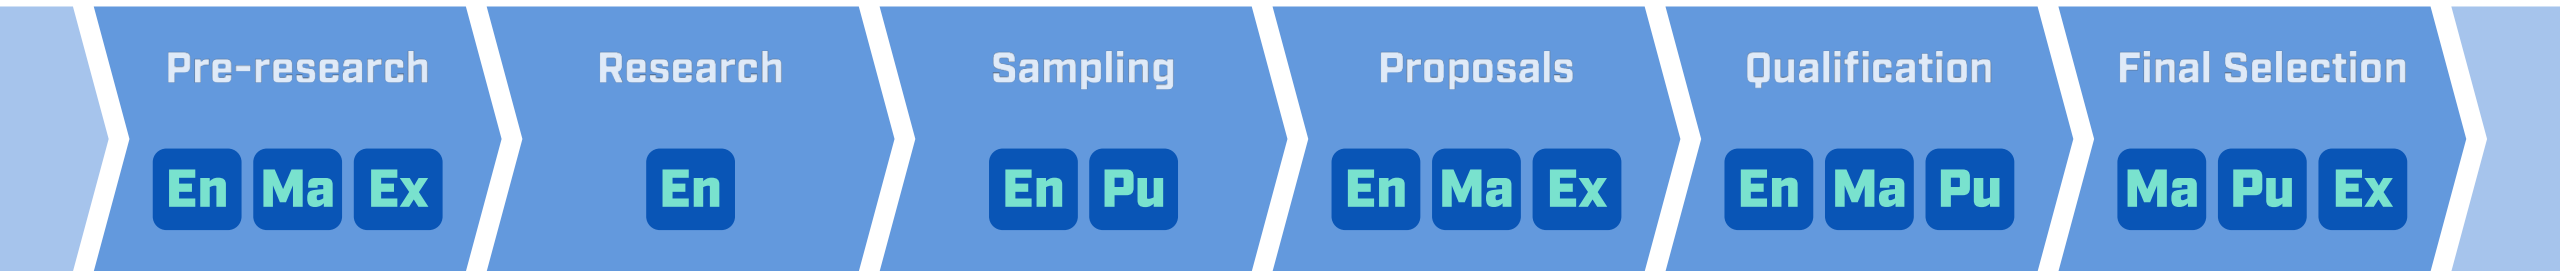 Pre-research
En Ma Ex
Research
En
Sampling
En Pu
Proposals
En Ma Ex
Qualification
En Ma Pu
Final Selection
Ma Pu Ex